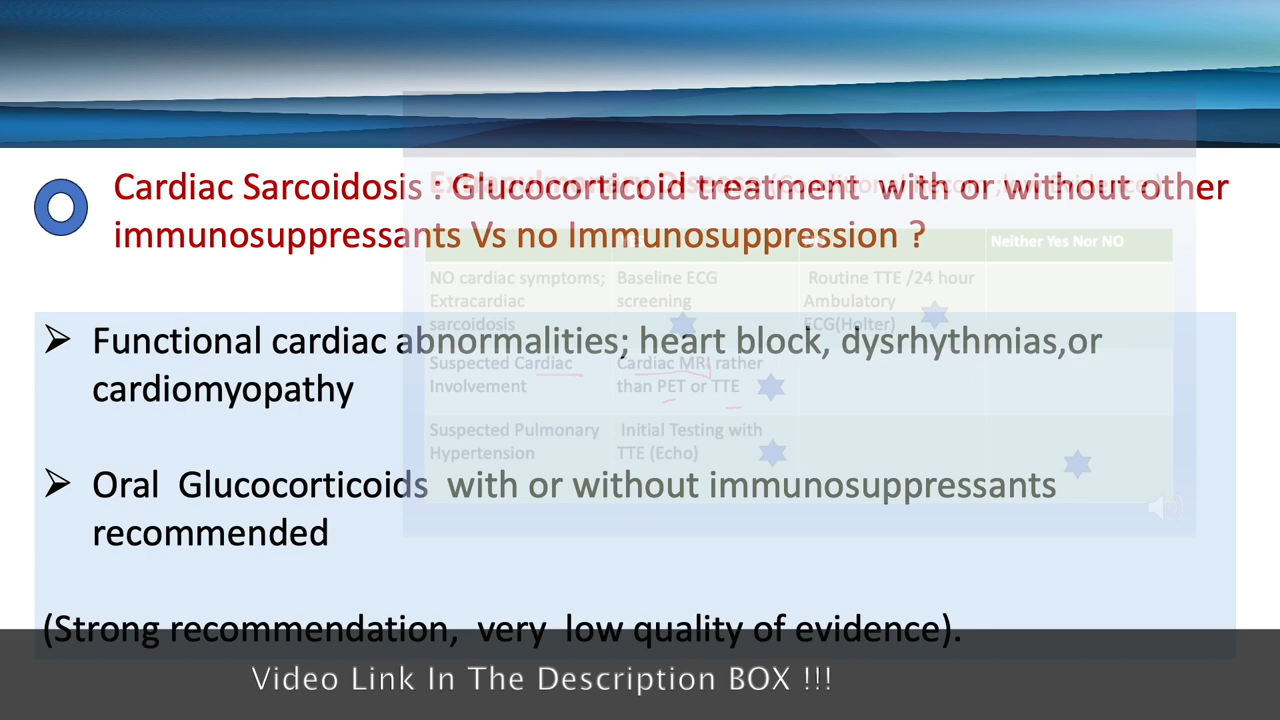 Cardiac Sarcoidosis : Glucocorticoid treatment with or without other
immunosuppressants Vs no Immunosuppression ?
Functional cardiac abnormalities; heart block, dysrhythmias,or
cardiomyopathy
Oral Glucocorticoids with or without immunosuppressants
recommended
(Strong recommendation, very low quality of evidence).
Neither Yes Nor NO
NO cardiac symptoms;
Extracardiac
sarcoidosis
Baseline ECG
screening
Routine TTE /24 hour
Ambulatory
ECG(Holter)
Suspected Cardiac
Involvement
Cardiac MRI rather
than PET or TTE
Suspected Pulmonary
Hypertension
Initial Testing with
TTE (Echo)
Video Link In The Description BOX !!!